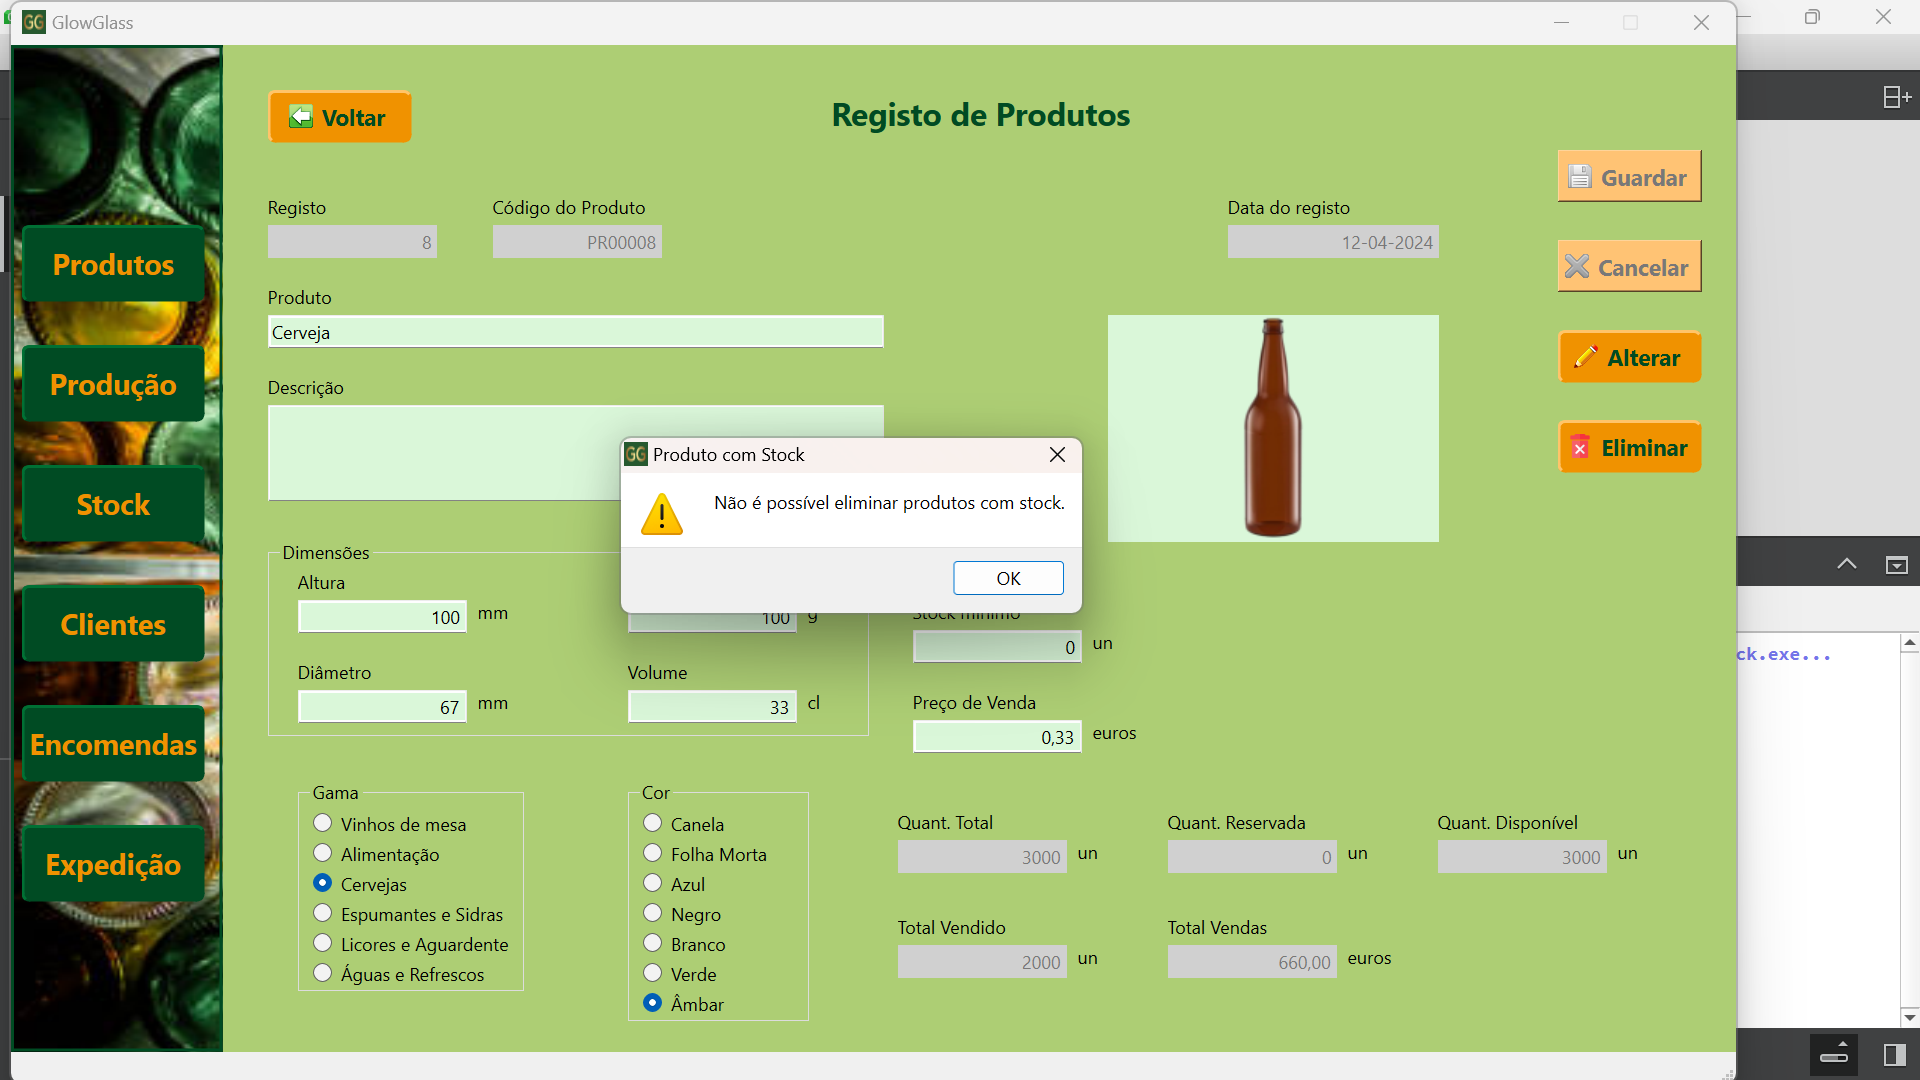 GG GlowGlass
Voltar
Registo de Produtos
Guardar
Cancelar
Alterar
Eliminar
Produtos
Produção
Stock
Clientes
Encomendas
Expedição
Registo
8
Código do Produto
PR00008
Data do registo
12-04-2024
Produto
Cerveja
Descrição
GG Produto com Stock
Não é possível eliminar produtos com stock.
OK
Dimensões
Altura
100 mm
100 g
Diâmetro
67 mm
Volume
33 cl
Stock mínimo
0 un
Preço de Venda
0,33 euros
Gama
Vinhos de mesa
Alimentação
Cervejas
Espumantes e Sidras
Licores e Aguardente
Águas e Refrescos
Cor
Canela
Folha Morta
Azul
Negro
Branco
Verde
Âmbar
Quant. Total
3000 un
Quant. Reservada
0 un
Quant. Disponível
3000 un
Total Vendido
2000 un
Total Vendas
660,00 euros
ck.exe...